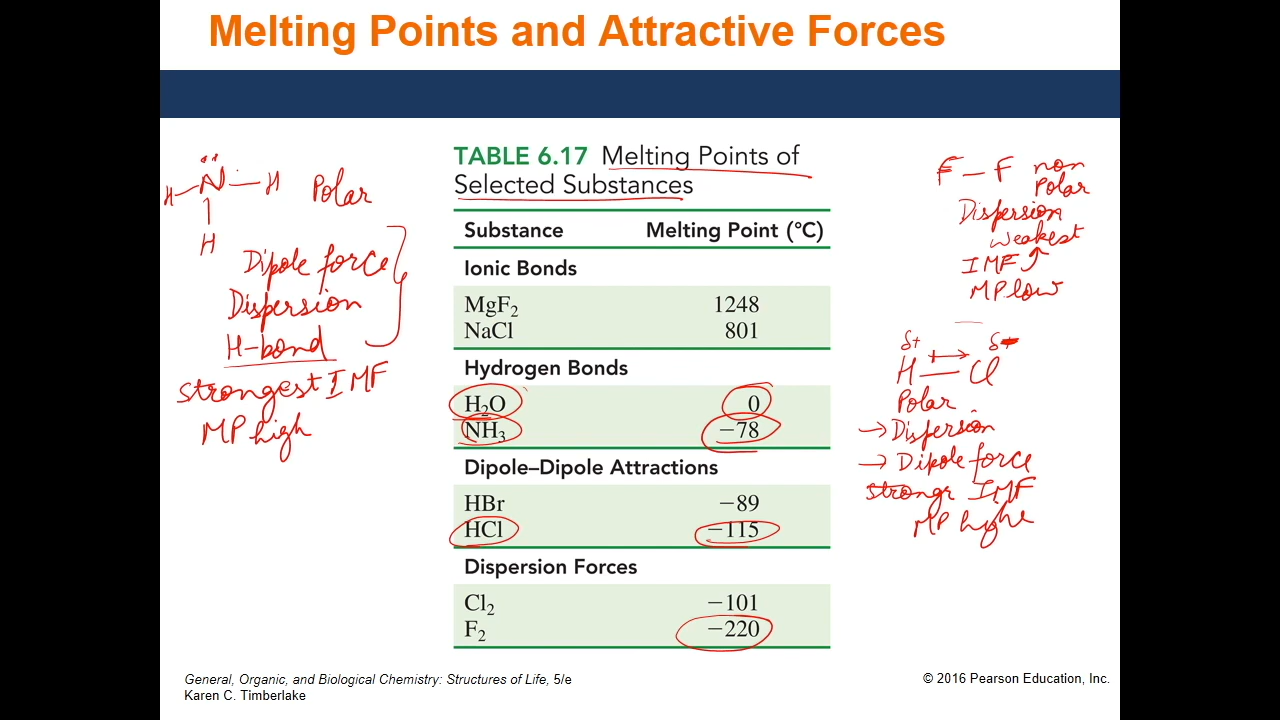 Melting Points and Attractive Forces
H N H Polar
H
Dipole force
Dispersion
H-bond
strongest IMF
MP high
TABLE 6.17 Melting Points of
Selected Substances
Substance Melting Point (°C)
Ionic Bonds
MgF₂ 1248
NaCl 801
Hydrogen Bonds
H₂O 0
NH₃ −78
Dipole–Dipole Attractions
HBr −89
HCl −115
Dispersion Forces
Cl₂ −101
F₂ −220
F – F non
Polar
Dispersion
weakest
IMF
MP low
δ+ δ-
H – Cl
Polar
→ Dispersion
→ Dipole force
IMF
MP
General, Organic, and Biological Chemistry: Structures of Life, 5/e
Karen C. Timberlake
© 2016 Pearson Education, Inc.